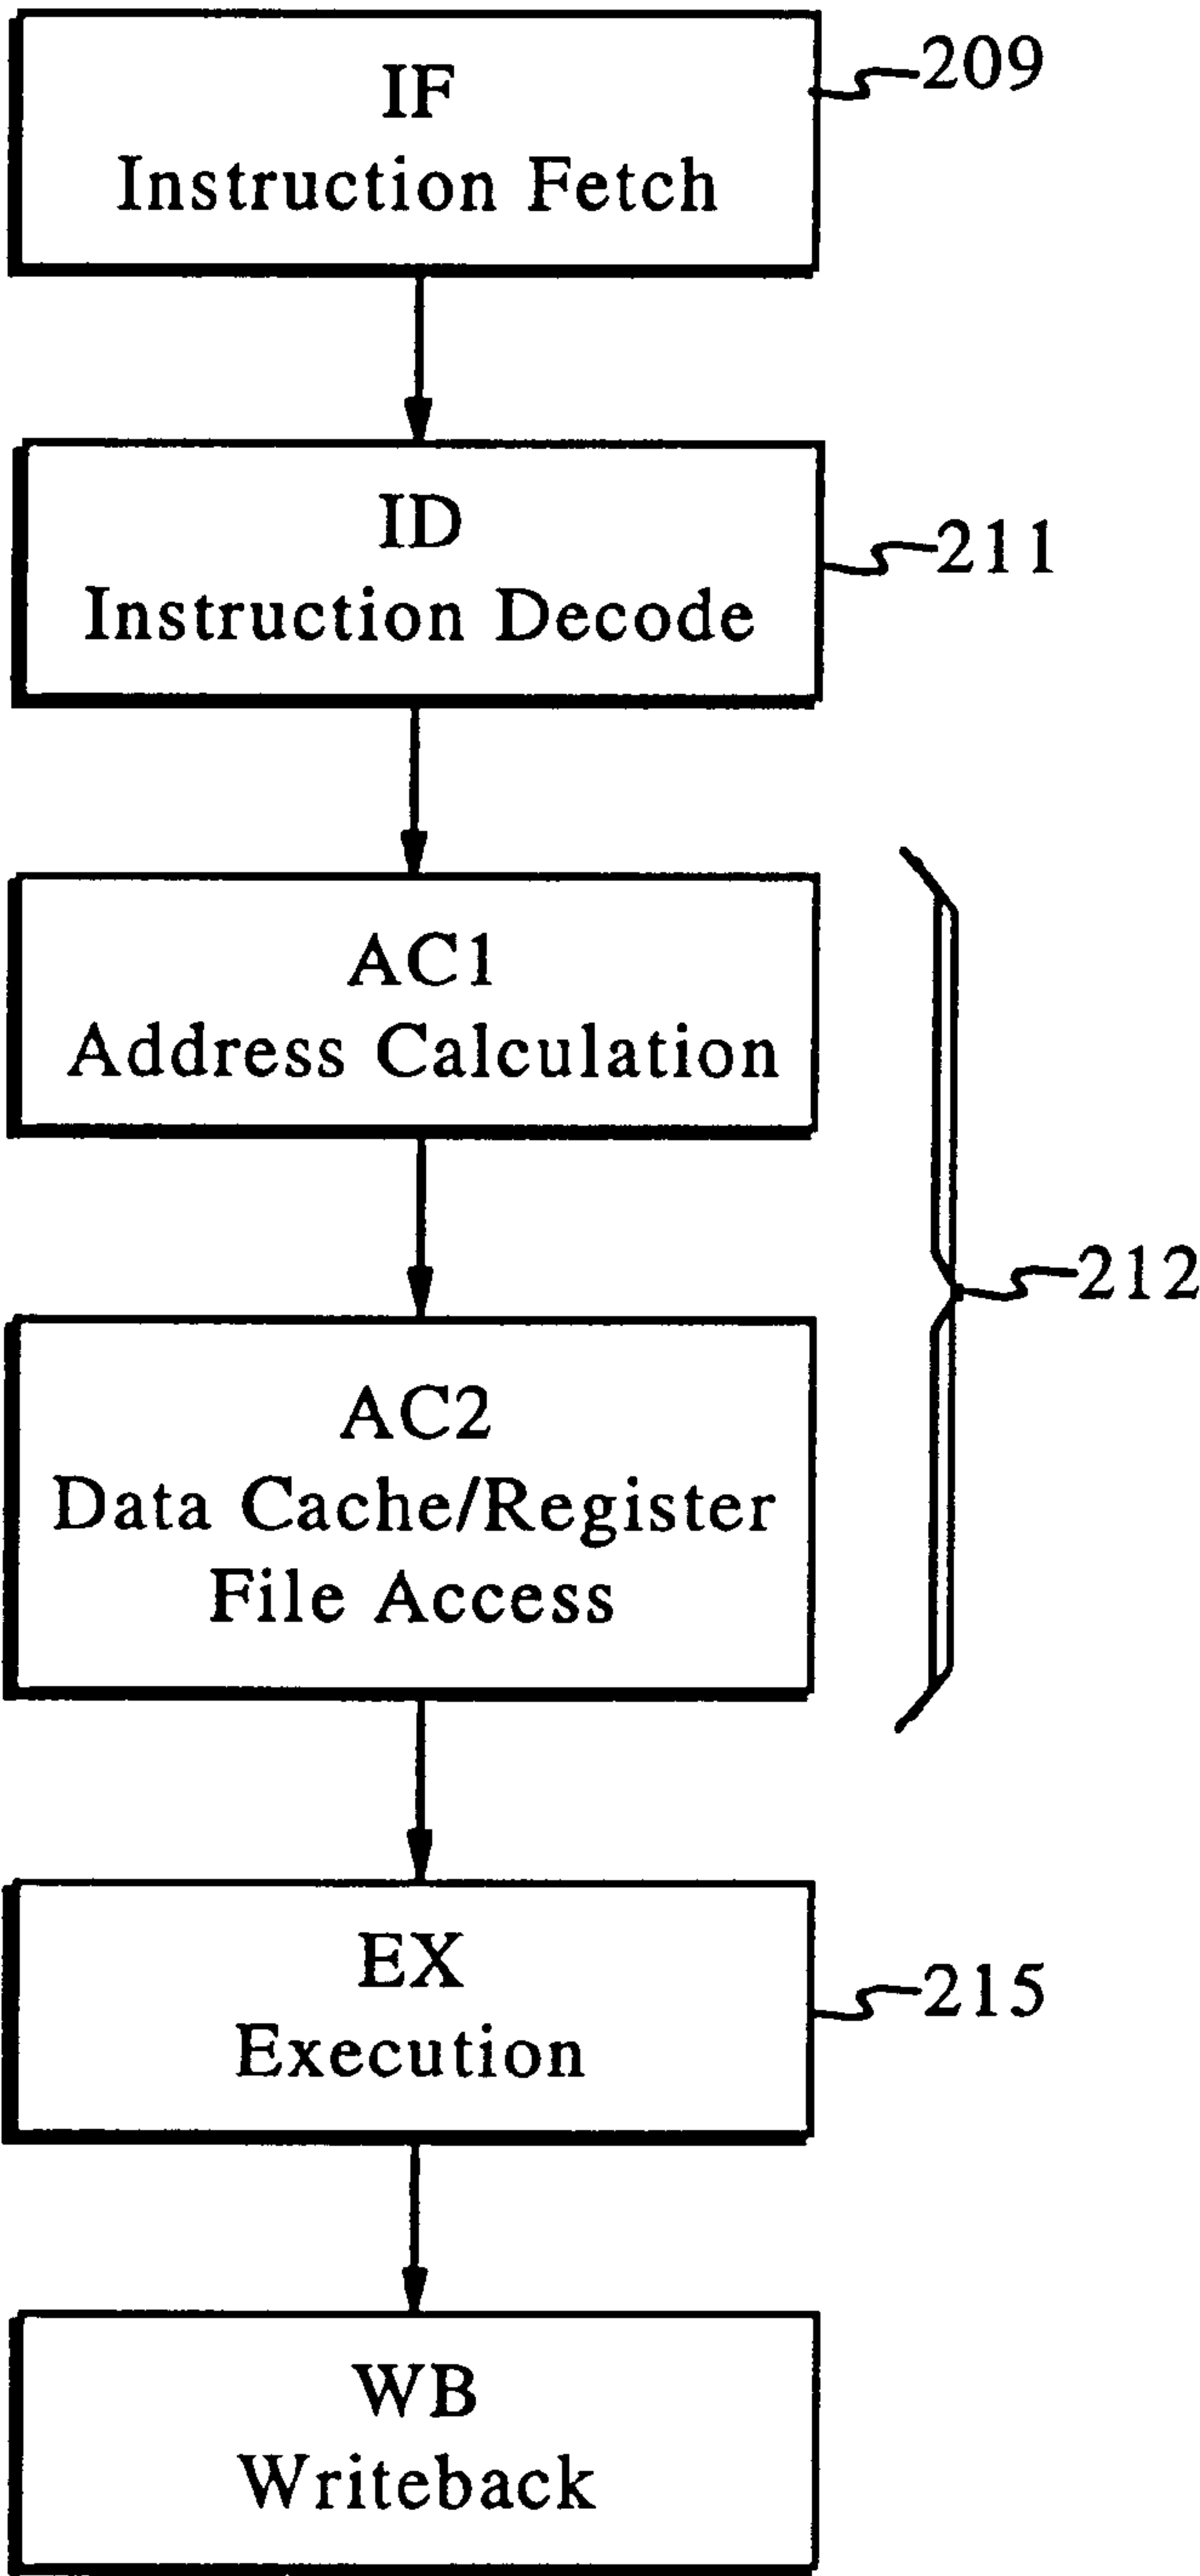 IF
Instruction Fetch
209
ID
Instruction Decode
211
AC1
Address Calculation
212
AC2
Data Cache/Register
File Access
EX
Execution
215
WB
Writeback